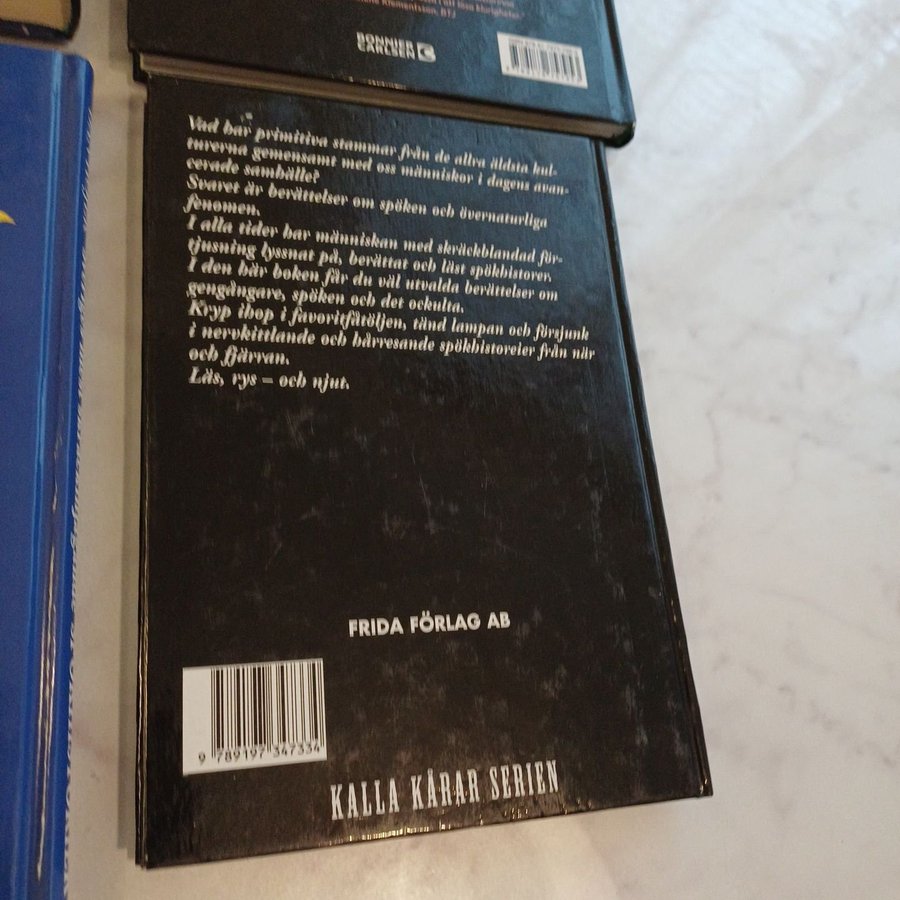 Klementsson, BTJ
BONNIER
CARLSEN
Vad har primitiva stammar från de allra äldsta kul-
turerna gemensamt med oss människor i dagens avan-
cerade samhälle?
Svaret är berättelser om spöken och övernaturliga
fenomen.
I alla tider har människan med skräckblandad för-
tjusning lyssnat på, berättat och läst spökhistorer.
I den här boken får du väl utvalda berättelser om
gengångare, spöken och det ockulta.
Kryp ihop i favoritfåtöljen, tänd lampan och försjunk
i nervkittlande och hårresande spökhistoreier från när
och fjärran.
Läs, rys – och njut.
FRIDA FÖRLAG AB
9 789197 347334
KALLA KÅRAR SERIEN